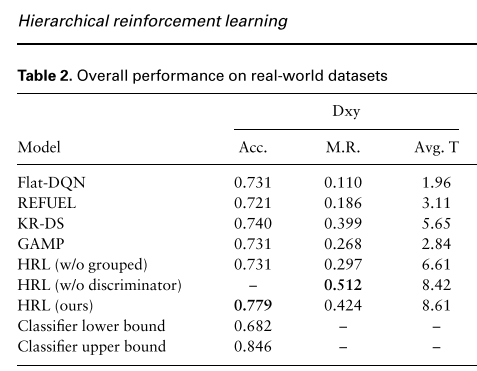 Hierarchical reinforcement learning
Table 2. Overall performance on real-world datasets
Dxy
Model Acc. M.R. Avg. T
Flat-DQN 0.731 0.110 1.96
REFUEL 0.721 0.186 3.11
KR-DS 0.740 0.399 5.65
GAMP 0.731 0.268 2.84
HRL (w/o grouped) 0.731 0.297 6.61
HRL (w/o discriminator) – 0.512 8.42
HRL (ours) 0.779 0.424 8.61
Classifier lower bound 0.682 – –
Classifier upper bound 0.846 – –